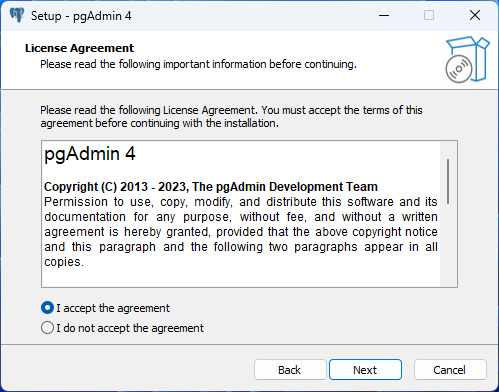 Setup - pgAdmin 4
License Agreement
Please read the following important information before continuing.
Please read the following License Agreement. You must accept the terms of this
agreement before continuing with the installation.
pgAdmin 4
Copyright (C) 2013 - 2023, The pgAdmin Development Team
Permission to use, copy, modify, and distribute this software and its
documentation for any purpose, without fee, and without a written
agreement is hereby granted, provided that the above copyright notice
and this paragraph and the following two paragraphs appear in all
copies.
I accept the agreement
I do not accept the agreement
Back Next Cancel